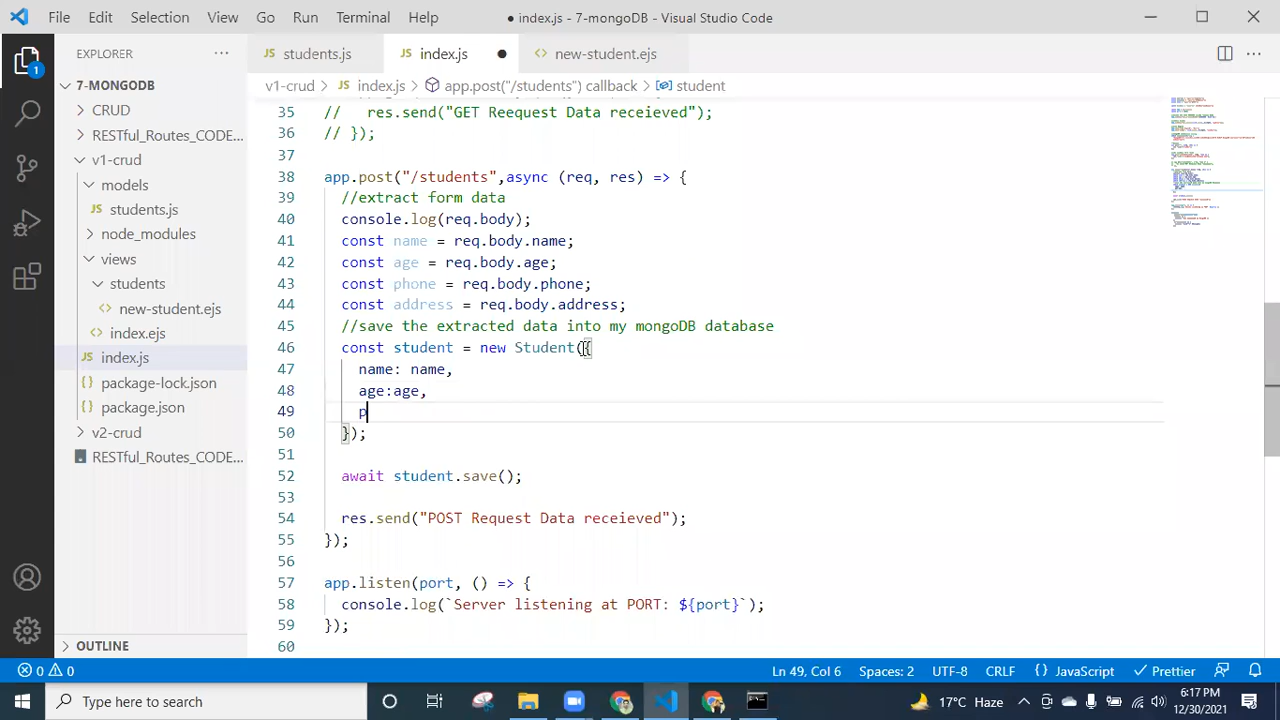 File Edit Selection View Go Run Terminal Help
● index.js - 7-mongoDB - Visual Studio Code
EXPLORER
7-MONGODB
CRUD
RESTful_Routes_CODE...
v1-crud
models
students.js
node_modules
views
students
new-student.ejs
index.ejs
index.js
package-lock.json
package.json
v2-crud
RESTful_Routes_CODE...
OUTLINE
1
JS students.js JS index.js ● <> new-student.ejs
v1-crud > JS index.js > app.post("/students") callback > student
35 // res.send("GET Reequest Data receieved");
36 // });
37
38 app.post("/students", async (req, res) => {
39 //extract form data
40 console.log(req.body);
41 const name = req.body.name;
42 const age = req.body.age;
43 const phone = req.body.phone;
44 const address = req.body.address;
45 //save the extracted data into my mongoDB database
46 const student = new Student({
47 name: name,
48 age:age,
49 p
50 });
51
52 await student.save();
53
54 res.send("POST Request Data receieved");
55 });
56
57 app.listen(port, () => {
58 console.log(`Server listening at PORT: ${port}`);
59 });
60
0 0 Ln 49, Col 6 Spaces: 2 UTF-8 CRLF {} JavaScript Prettier
Type here to search
17°C Haze
6:17 PM
12/30/2021